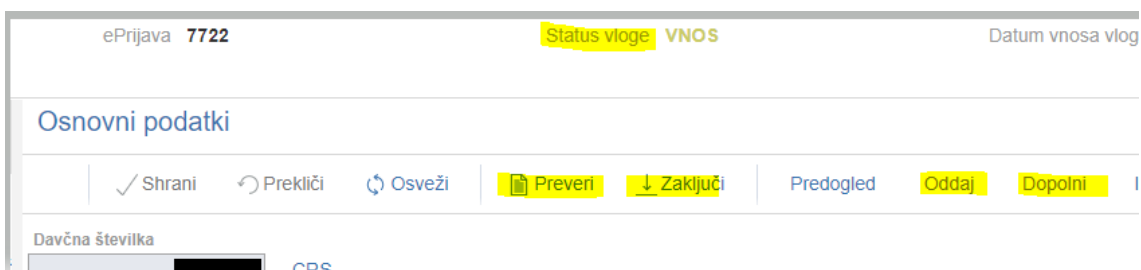 ePrijava 7722 Status vloge VNOS Datum vnosa vlog
Osnovni podatki
Shrani Prekliči Osveži Preveri Zaključi Predogled Oddaj Dopolni
Davčna številka
CRS